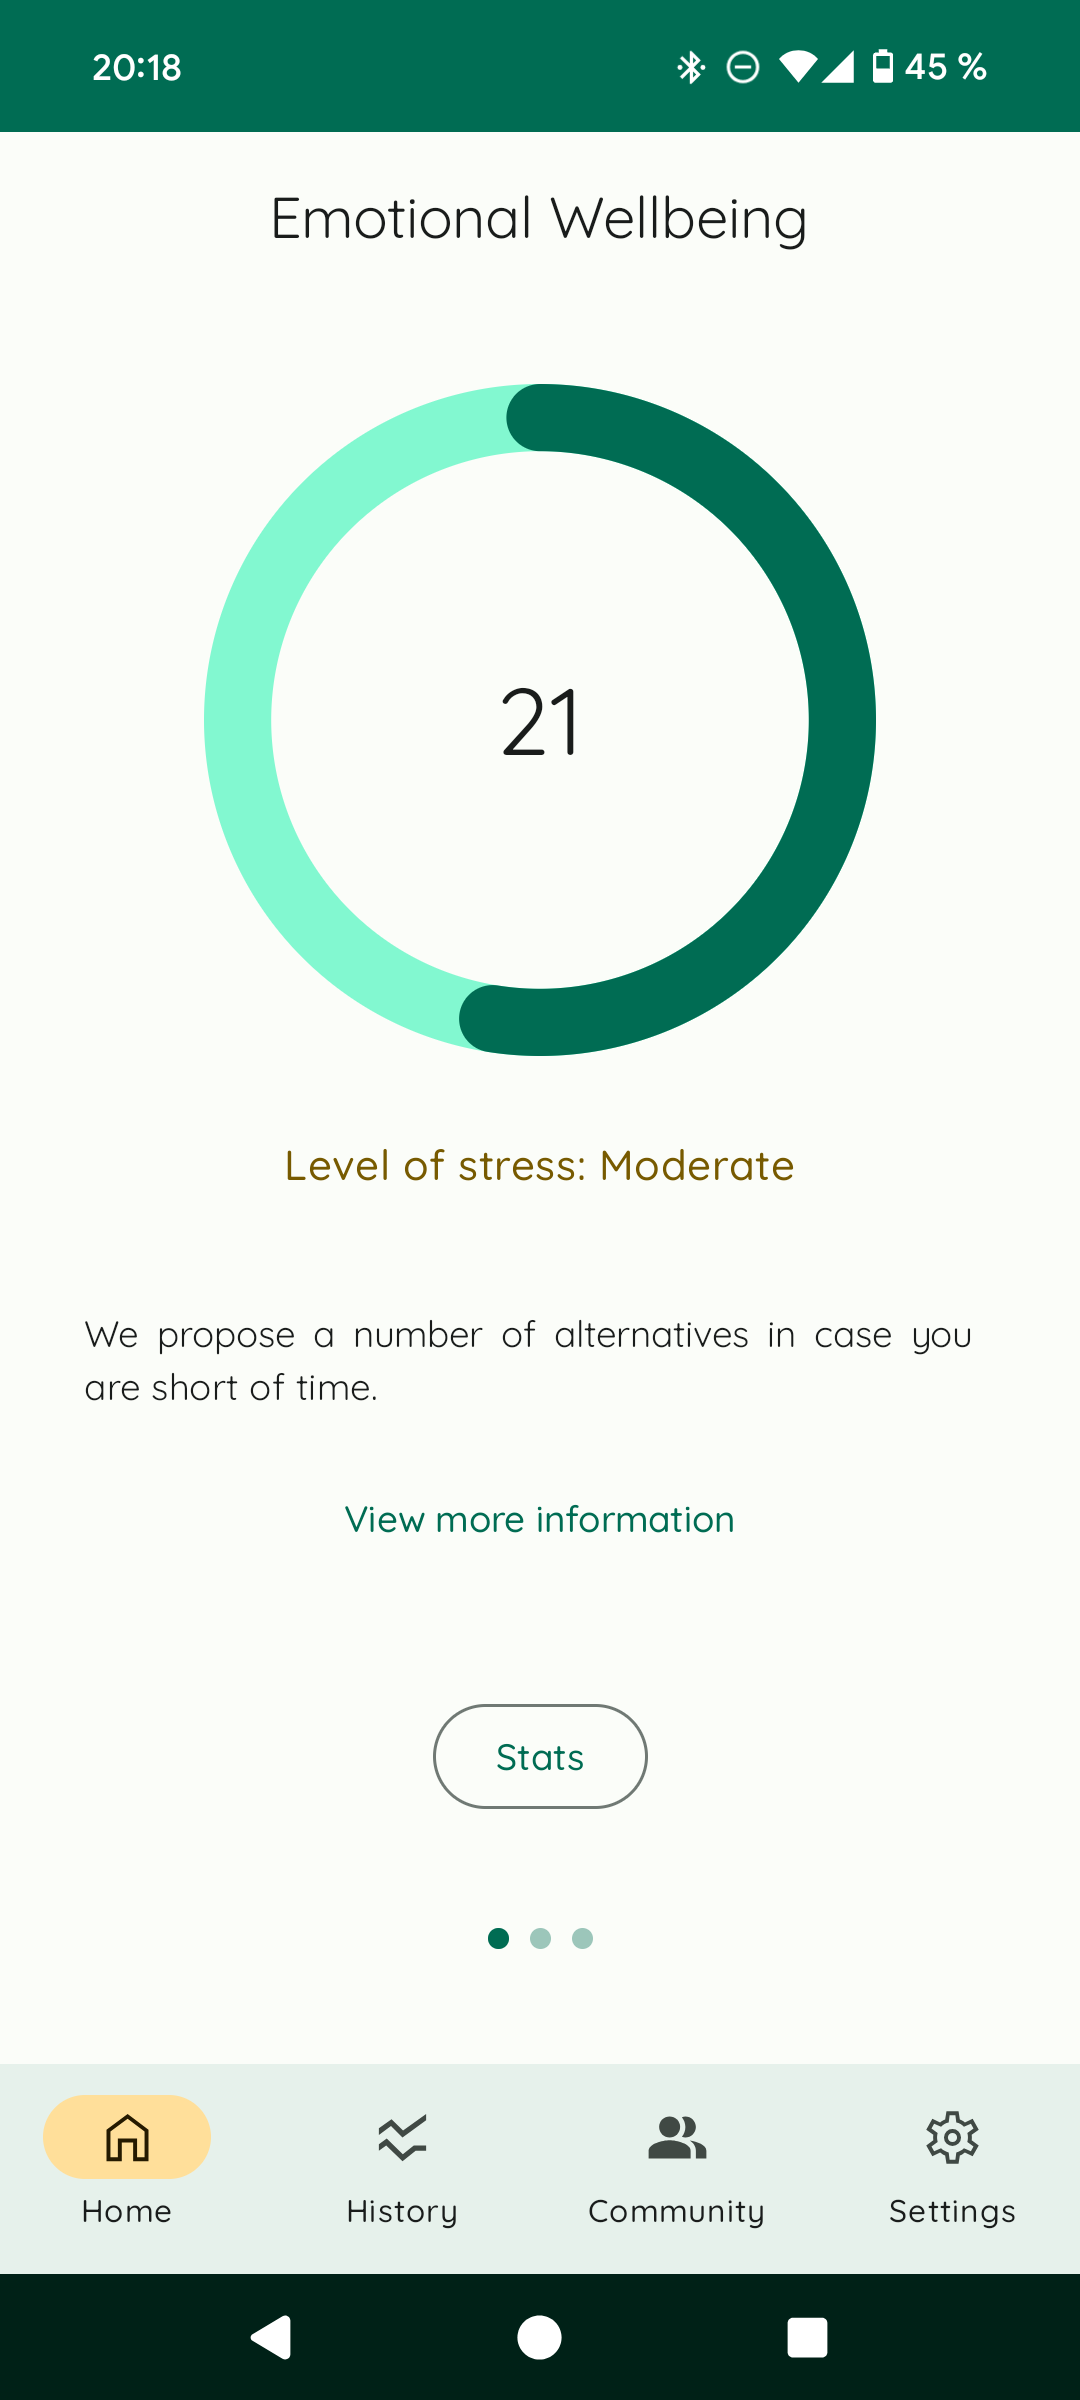 20:18 45 %
Emotional Wellbeing
21
Level of stress: Moderate
We propose a number of alternatives in case you
are short of time.
View more information
Stats
Home History Community Settings